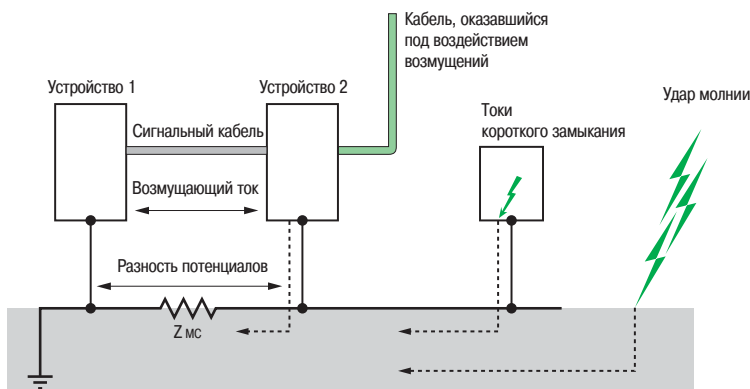 Кабель, оказавшийся
под воздействием
возмущений
Устройство 1
Устройство 2
Токи
короткого замыкания
Удар молнии
Сигнальный кабель
Возмущающий ток
Разность потенциалов
Z мс